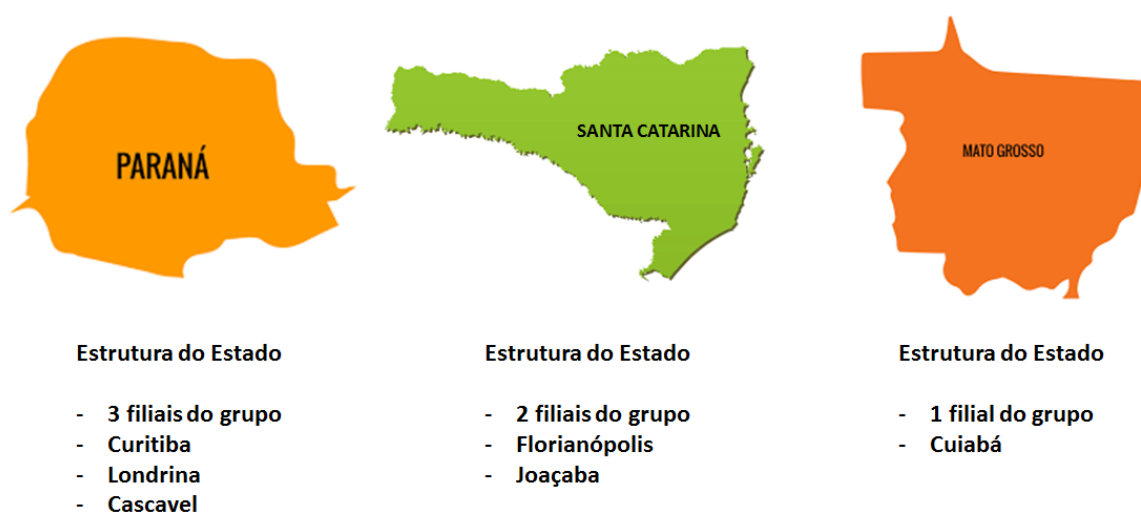 PARANÁ
SANTA CATARINA
MATO GROSSO
Estrutura do Estado
- 3 filiais do grupo
- Curitiba
- Londrina
- Cascavel
Estrutura do Estado
- 2 filiais do grupo
- Florianópolis
- Joaçaba
Estrutura do Estado
- 1 filial do grupo
- Cuiabá